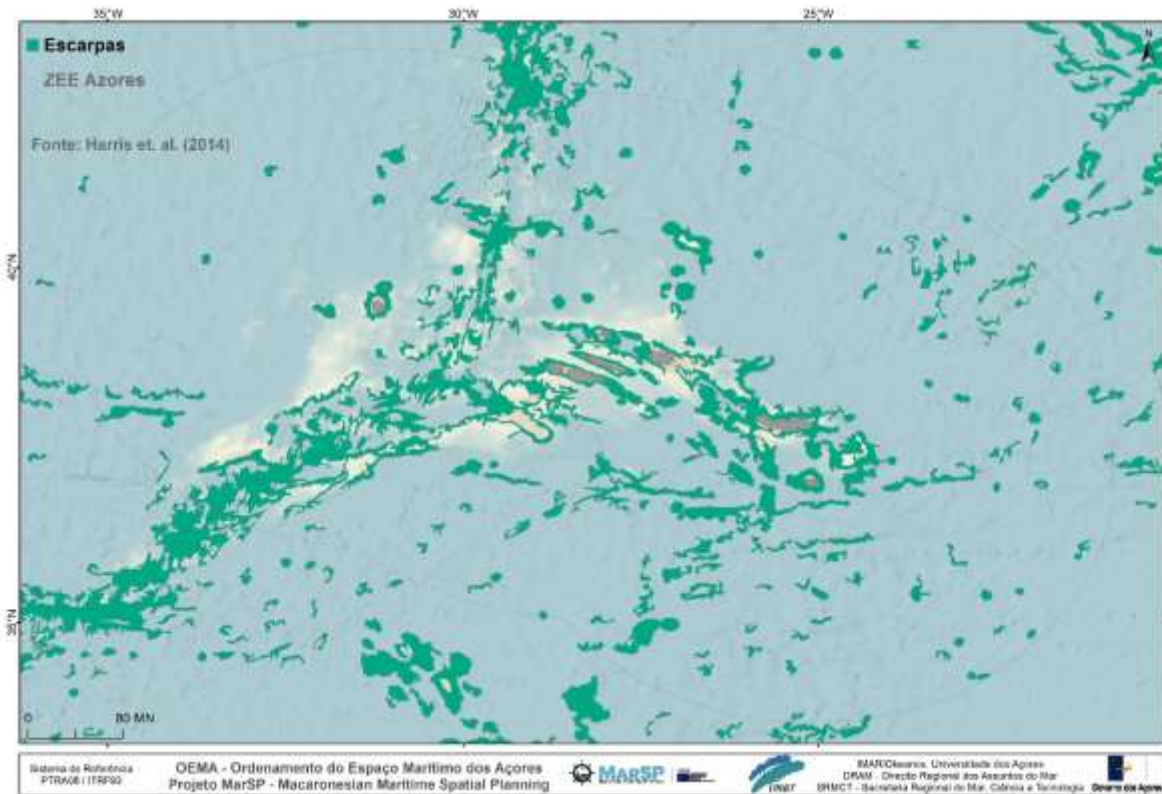 35°W
30°W
25°W
N
Escarpas
ZEE Azores
Fonte: Harris et. al. (2014)
40°N
35°N
0 80 MN
Sistema de Referência
PTRA08 / ITRF93
OEMA - Ordenamento do Espaço Marítimo dos Açores
Projeto MarSP - Macaronesian Maritime Spatial Planning
MARSP
IMAR
IMAR/Okeanos, Universidade dos Açores
DRAM - Direção Regional dos Assuntos do Mar
SRMCT - Secretaria Regional do Mar, Ciência e Tecnologia
Governo dos Açores